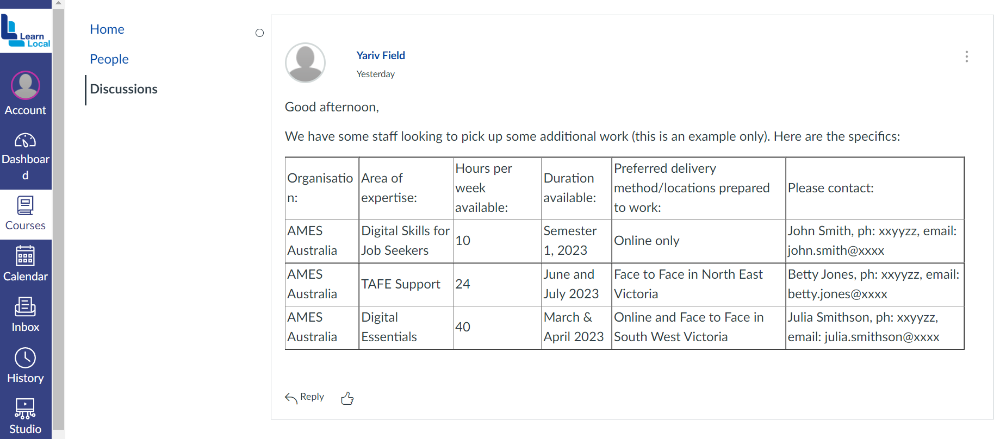 Learn
Local
Account
Dashboar
d
Courses
Calendar
Inbox
History
Studio
Home
People
Discussions
Yariv Field
Yesterday
Good afternoon,
We have some staff looking to pick up some additional work (this is an example only). Here are the specifics:
Organisatio
n:
Area of
expertise:
Hours per
week
available:
Duration
available:
Preferred delivery
method/locations prepared
to work:
Please contact:
AMES
Australia
Digital Skills for
Job Seekers
10
Semester
1, 2023
Online only
John Smith, ph: xxyyzz, email:
john.smith@xxxx
AMES
Australia
TAFE Support
24
June and
July 2023
Face to Face in North East
Victoria
Betty Jones, ph: xxyyzz, email:
betty.jones@xxxx
AMES
Australia
Digital
Essentials
40
March &
April 2023
Online and Face to Face in
South West Victoria
Julia Smithson, ph: xxyyzz,
email: julia.smithson@xxxx
Reply